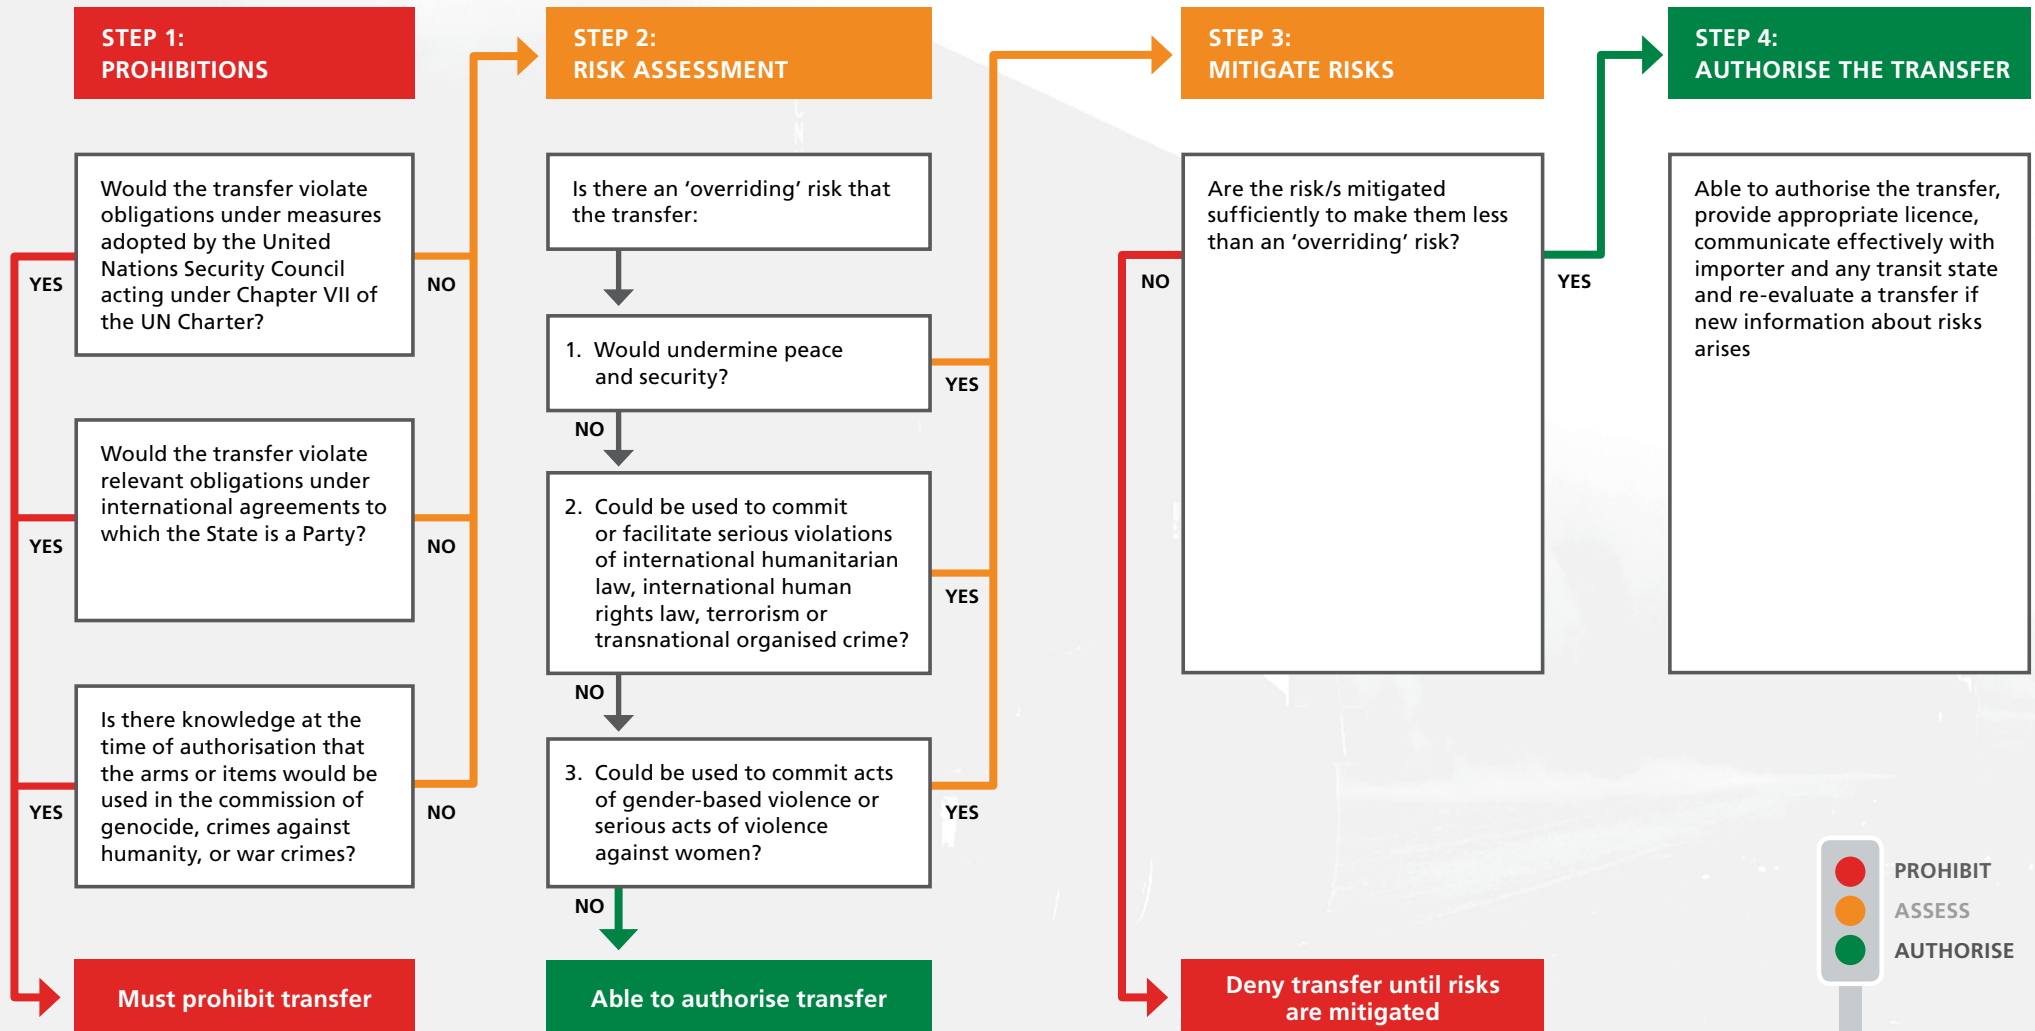 STEP 1:
PROHIBITIONS
Would the transfer violate
obligations under measures
adopted by the United
Nations Security Council
acting under Chapter VII of
the UN Charter?
YES
NO
Would the transfer violate
relevant obligations under
international agreements to
which the State is a Party?
YES
NO
Is there knowledge at the
time of authorisation that
the arms or items would be
used in the commission of
genocide, crimes against
humanity, or war crimes?
YES
NO
Must prohibit transfer
STEP 2:
RISK ASSESSMENT
Is there an ‘overriding’ risk that
the transfer:
1. Would undermine peace
and security?
YES
NO
2. Could be used to commit
or facilitate serious violations
of international humanitarian
law, international human
rights law, terrorism or
transnational organised crime?
YES
NO
3. Could be used to commit acts
of gender-based violence or
serious acts of violence
against women?
YES
NO
Able to authorise transfer
STEP 3:
MITIGATE RISKS
Are the risk/s mitigated
sufficiently to make them less
than an ‘overriding’ risk?
NO
YES
Deny transfer until risks
are mitigated
STEP 4:
AUTHORISE THE TRANSFER
Able to authorise the transfer,
provide appropriate licence,
communicate effectively with
importer and any transit state
and re-evaluate a transfer if
new information about risks
arises
PROHIBIT
ASSESS
AUTHORISE